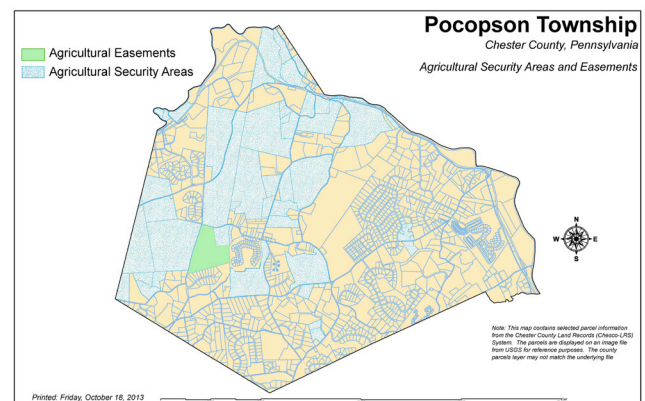 Pocopson Township
Chester County, Pennsylvania
Agricultural Security Areas and Easements
Agricultural Easements
Agricultural Security Areas
N
W E
S
Note: This map contains selected parcel information
from the Chester County Land Records (Chesco-LRS)
System. The parcels are displayed on an image file
from USGS for reference purposes. The county
parcels layer may not match the underlying file
Printed: Friday, October 18, 2013